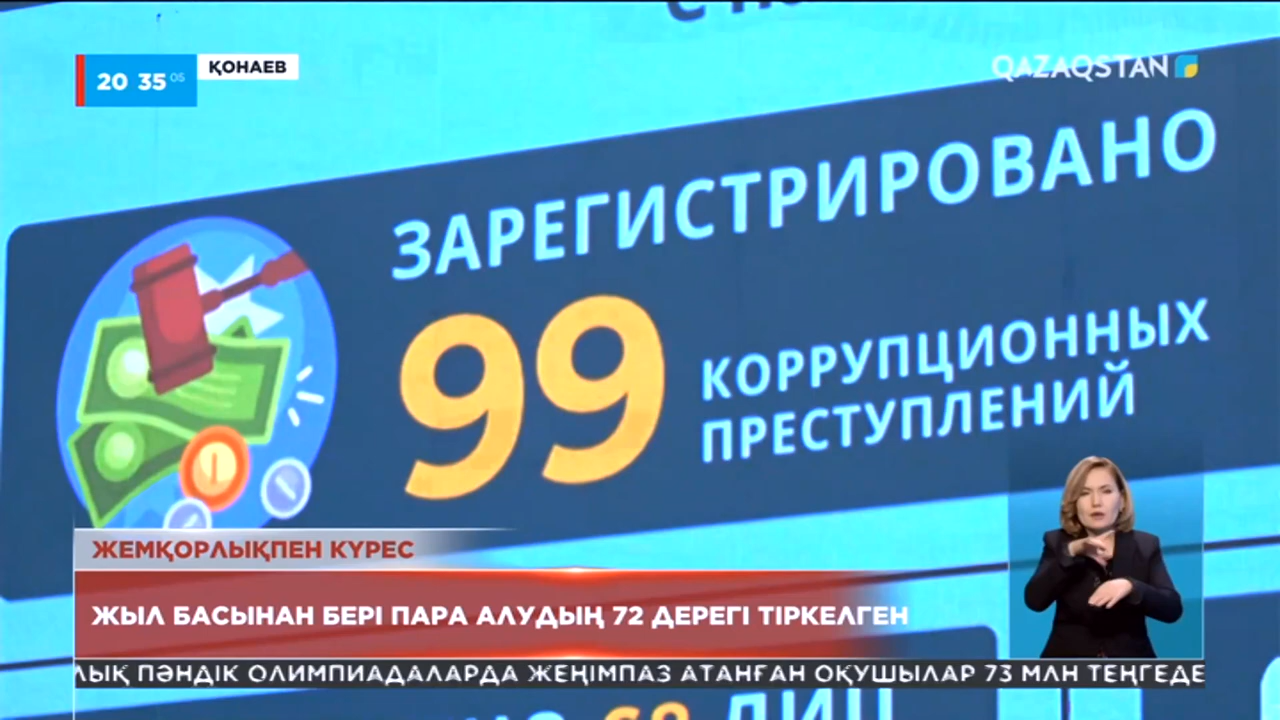 20 35 05
ҚОНАЕВ
QAZAQSTAN
ЗАРЕГИСТРИРОВАНО
99
КОРРУПЦИОННЫХ
ПРЕСТУПЛЕНИЙ
ЖЕМҚОРЛЫҚПЕН КҮРЕС
ЖЫЛ БАСЫНАН БЕРІ ПАРА АЛУДЫҢ 72 ДЕРЕГІ ТІРКЕЛГЕН
ЛЫҚ ПӘНДІК ОЛИМПИАДАЛАРДА ЖЕҢІМПАЗ АТАНҒАН ОҚУШЫЛАР 73 МЛН ТЕҢГЕДЕ